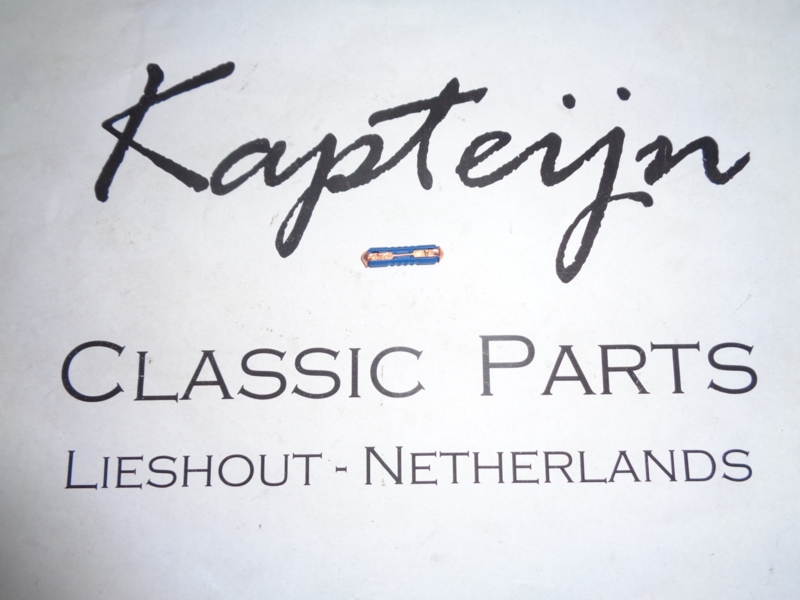 Kapteijn
CLASSIC PARTS
LIESHOUT - NETHERLANDS